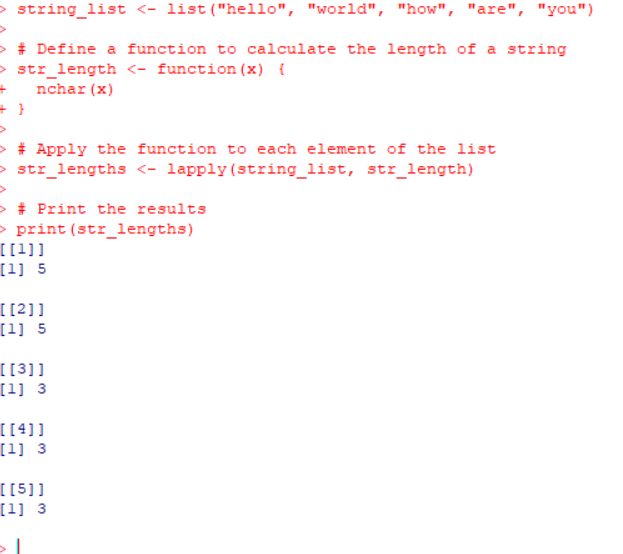 > string_list <- list("hello", "world", "how", "are", "you")
>
> # Define a function to calculate the length of a string
> str_length <- function(x) {
+   nchar(x)
+ }
>
> # Apply the function to each element of the list
> str_lengths <- lapply(string_list, str_length)
>
> # Print the results
> print(str_lengths)
[[1]]
[1] 5

[[2]]
[1] 5

[[3]]
[1] 3

[[4]]
[1] 3

[[5]]
[1] 3

>